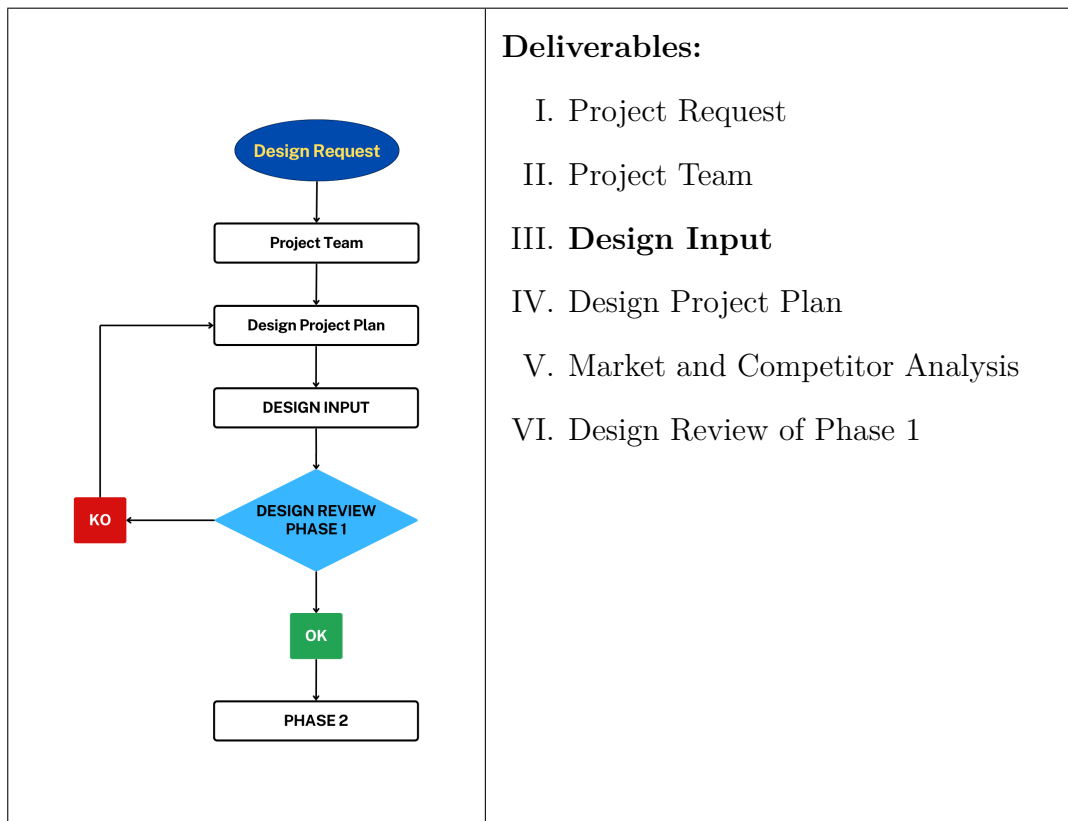 Design Request
Project Team
Design Project Plan
DESIGN INPUT
DESIGN REVIEW
PHASE 1
KO
OK
PHASE 2
Deliverables:
I. Project Request
II. Project Team
III. Design Input
IV. Design Project Plan
V. Market and Competitor Analysis
VI. Design Review of Phase 1